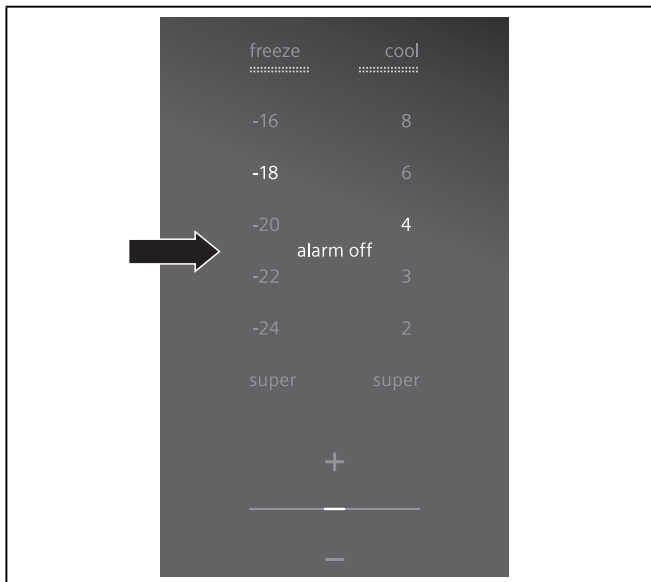 freeze cool
-16 8
-18 6
-20 4
alarm off
-22 3
-24 2
super super
+
−